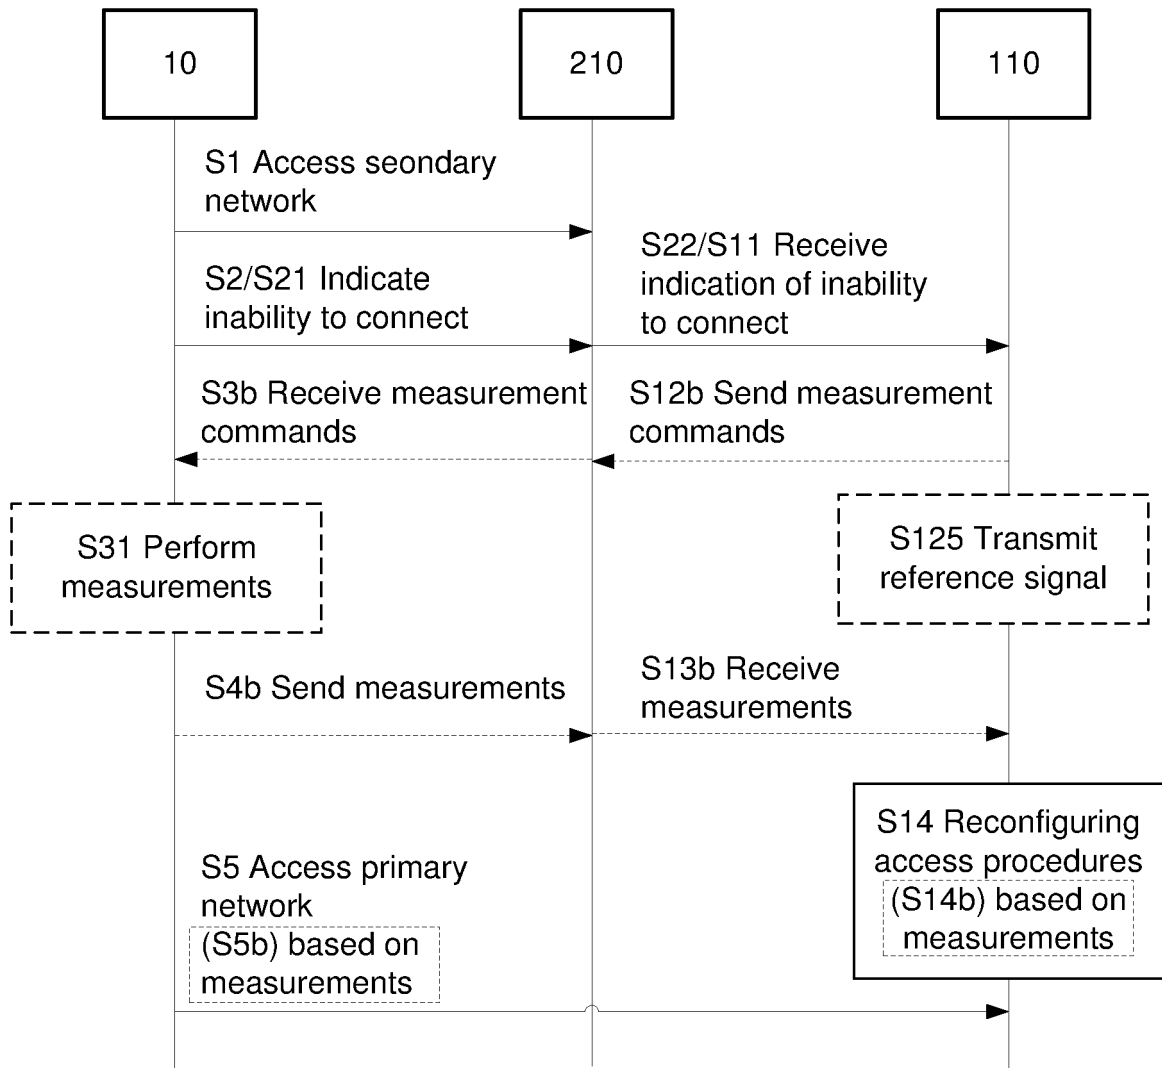 10
210
110
S1 Access seondary
network
S22/S11 Receive
indication of inability
to connect
S2/S21 Indicate
inability to connect
S3b Receive measurement
commands
S12b Send measurement
commands
S31 Perform
measurements
S125 Transmit
reference signal
S4b Send measurements
S13b Receive
measurements
S14 Reconfiguring
access procedures
(S14b) based on
measurements
S5 Access primary
network
(S5b) based on
measurements